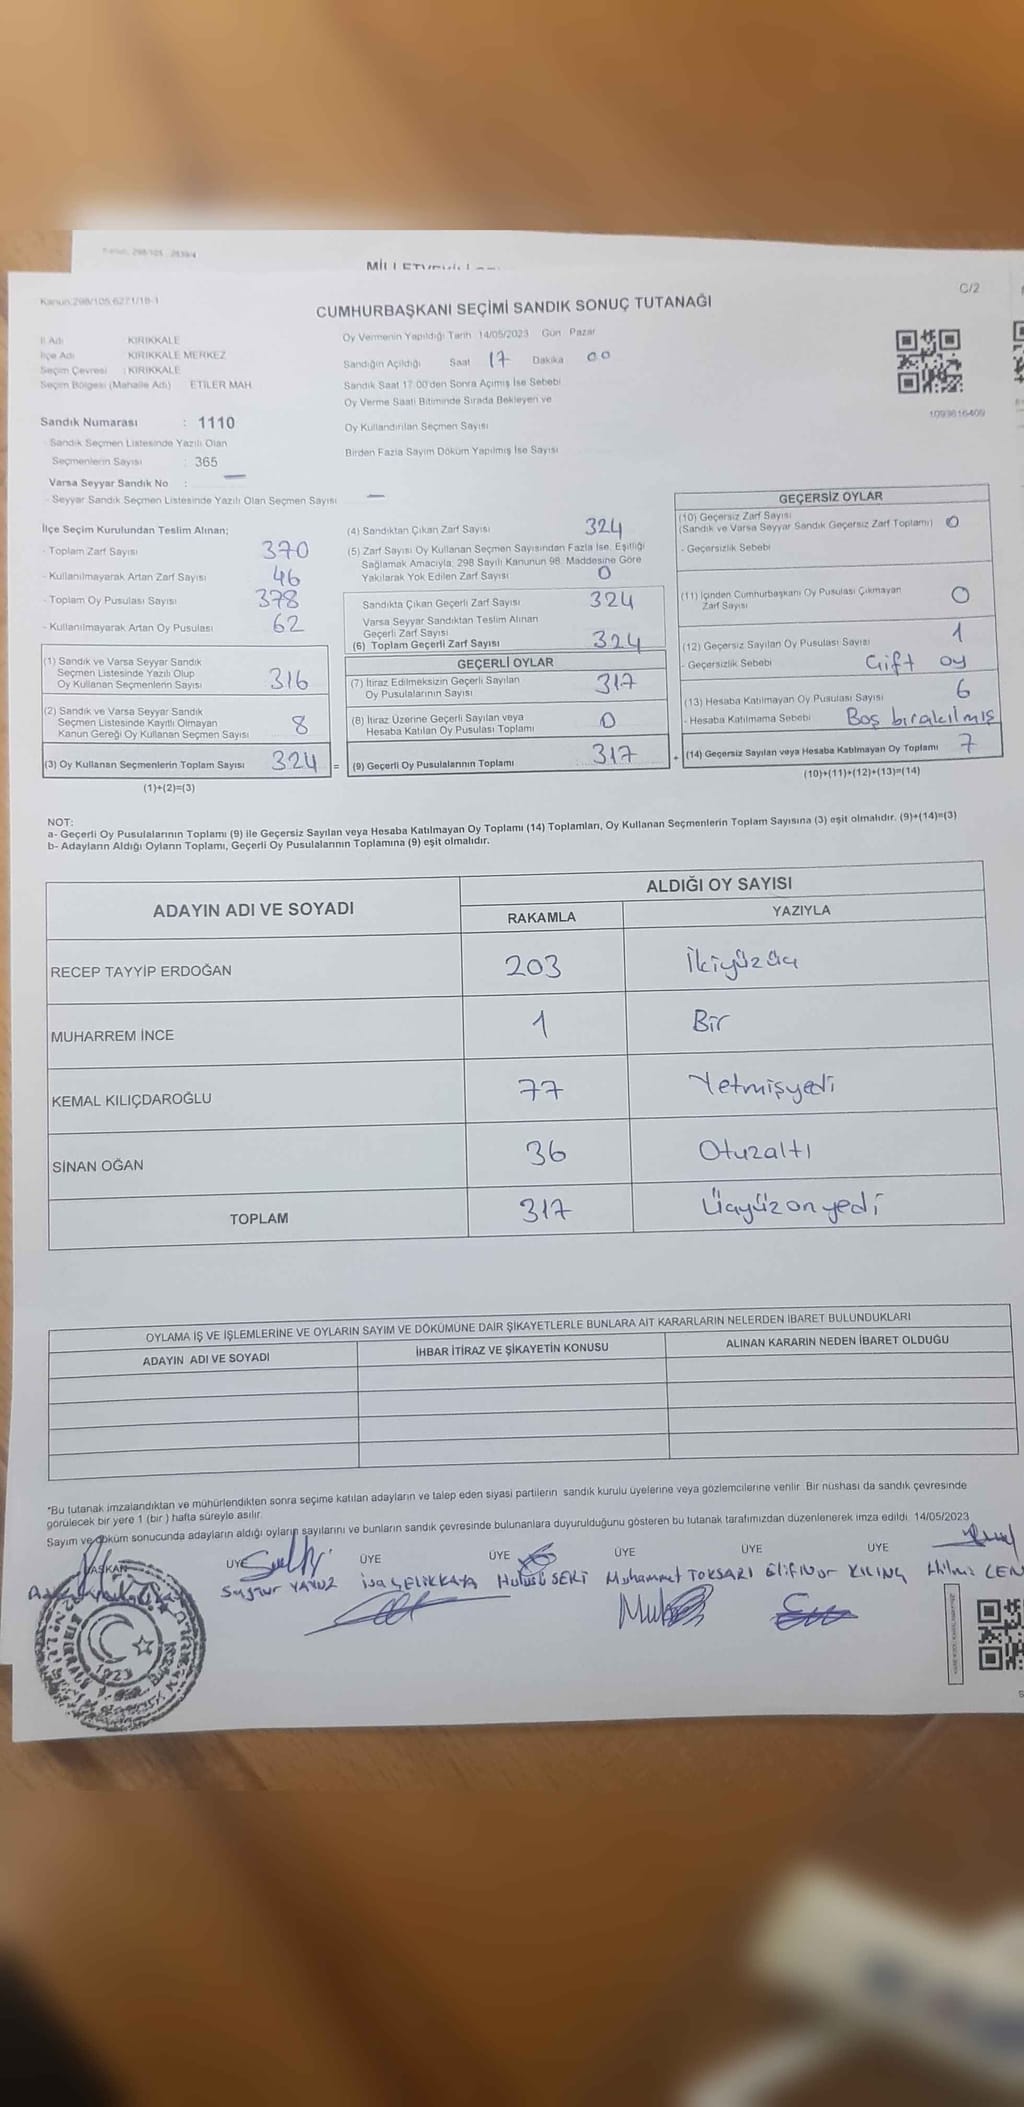 MİLLETVEKİLİ
Kanun:298/105,6271/18-1
C/2
CUMHURBAŞKANI SEÇİMİ SANDIK SONUÇ TUTANAĞI
İl Adı KIRIKKALE
İlçe Adı KIRIKKALE MERKEZ
Seçim Çevresi : KIRIKKALE
Seçim Bölgesi (Mahalle Adı) ETİLER MAH.
Oy Vermenin Yapıldığı Tarih 14/05/2023 Gün Pazar
Sandığın Açıldığı Saat 17 Dakika 00
Sandık Saat 17:00'den Sonra Açımış İse Sebebi
Oy Verme Saati Bitiminde Sırada Bekleyen ve
Oy Kullandırılan Seçmen Sayısı
Birden Fazla Sayım Döküm Yapılmış İse Sayısı
1093616409
Sandık Numarası : 1110
- Sandık Seçmen Listesinde Yazılı Olan
Seçmenlerin Sayısı : 365
Varsa Seyyar Sandık No : —
- Seyyar Sandık Seçmen Listesinde Yazılı Olan Seçmen Sayısı —
İlçe Seçim Kurulundan Teslim Alınan;
- Toplam Zarf Sayısı 370
- Kullanılmayarak Artan Zarf Sayısı 46
- Toplam Oy Pusulası Sayısı 378
- Kullanılmayarak Artan Oy Pusulası 62
(1) Sandık ve Varsa Seyyar Sandık
Seçmen Listesinde Yazılı Olup
Oy Kullanan Seçmenlerin Sayısı 316
(2) Sandık ve Varsa Seyyar Sandık
Seçmen Listesinde Kayıtlı Olmayan
Kanun Gereği Oy Kullanan Seçmen Sayısı 8
(3) Oy Kullanan Seçmenlerin Toplam Sayısı 324 =
(1)+(2)=(3)
(4) Sandıktan Çıkan Zarf Sayısı 324
(5) Zarf Sayısı Oy Kullanan Seçmen Sayısından Fazla İse, Eşitliği
Sağlamak Amacıyla, 298 Sayılı Kanunun 98. Maddesine Göre
Yakılarak Yok Edilen Zarf Sayısı 0
Sandıkta Çıkan Geçerli Zarf Sayısı 324
Varsa Seyyar Sandıktan Teslim Alınan
Geçerli Zarf Sayısı
(6) Toplam Geçerli Zarf Sayısı 324
GEÇERLİ OYLAR
(7) İtiraz Edilmeksizin Geçerli Sayılan
Oy Pusulalarının Sayısı 317
(8) İtiraz Üzerine Geçerli Sayılan veya
Hesaba Katılan Oy Pusulası Toplamı 0
(9) Geçerli Oy Pusulalarının Toplamı 317 +
GEÇERSİZ OYLAR
(10) Geçersiz Zarf Sayısı
(Sandık ve Varsa Seyyar Sandık Geçersiz Zarf Toplamı) 0
- Geçersizlik Sebebi
(11) İçinden Cumhurbaşkanı Oy Pusulası Çıkmayan
Zarf Sayısı 0
(12) Geçersiz Sayılan Oy Pusulası Sayısı 1
- Geçersizlik Sebebi Çift oy
(13) Hesaba Katılmayan Oy Pusulası Sayısı 6
- Hesaba Katılmama Sebebi Boş bırakılmış
(14) Geçersiz Sayılan veya Hesaba Katılmayan Oy Toplamı 7
(10)+(11)+(12)+(13)=(14)
NOT:
a- Geçerli Oy Pusulalarının Toplamı (9) ile Geçersiz Sayılan veya Hesaba Katılmayan Oy Toplamı (14) Toplamları, Oy Kullanan Seçmenlerin Toplam Sayısına (3) eşit olmalıdır. (9)+(14)=(3)
b- Adayların Aldığı Oyların Toplamı, Geçerli Oy Pusulalarının Toplamına (9) eşit olmalıdır.
ADAYIN ADI VE SOYADI ALDIĞI OY SAYISI
RAKAMLA YAZIYLA
RECEP TAYYİP ERDOĞAN 203 İkiyüzüç
MUHARREM İNCE 1 Bir
KEMAL KILIÇDAROĞLU 77 Yetmişyedi
SİNAN OĞAN 36 Otuzaltı
TOPLAM 317 Üçyüzonyedi
OYLAMA İŞ VE İŞLEMLERİNE VE OYLARIN SAYIM VE DÖKÜMÜNE DAİR ŞİKAYETLERLE BUNLARA AİT KARARLARIN NELERDEN İBARET BULUNDUKLARI
ADAYIN ADI VE SOYADI İHBAR İTİRAZ VE ŞİKAYETİN KONUSU ALINAN KARARIN NEDEN İBARET OLDUĞU
*Bu tutanak imzalandıktan ve mühürlendikten sonra seçime katılan adayların ve talep eden siyasi partilerin sandık kurulu üyelerine veya gözlemcilerine verilir. Bir nüshası da sandık çevresinde
görülecek bir yere 1 (bir ) hafta süreyle asılır.
Sayım ve döküm sonucunda adayların aldığı oyların sayılarını ve bunların sandık çevresinde bulunanlara duyurulduğunu gösteren bu tutanak tarafımızdan düzenlenerek imza edildi. 14/05/2023
BAŞKAN ÜYE ÜYE ÜYE ÜYE ÜYE ÜYE
YAVUZ İsa ÇELİKKAYA Hulusi SERİ Muhammet TOKSARI Elifnur KILINÇ Hilmi CEN
1923